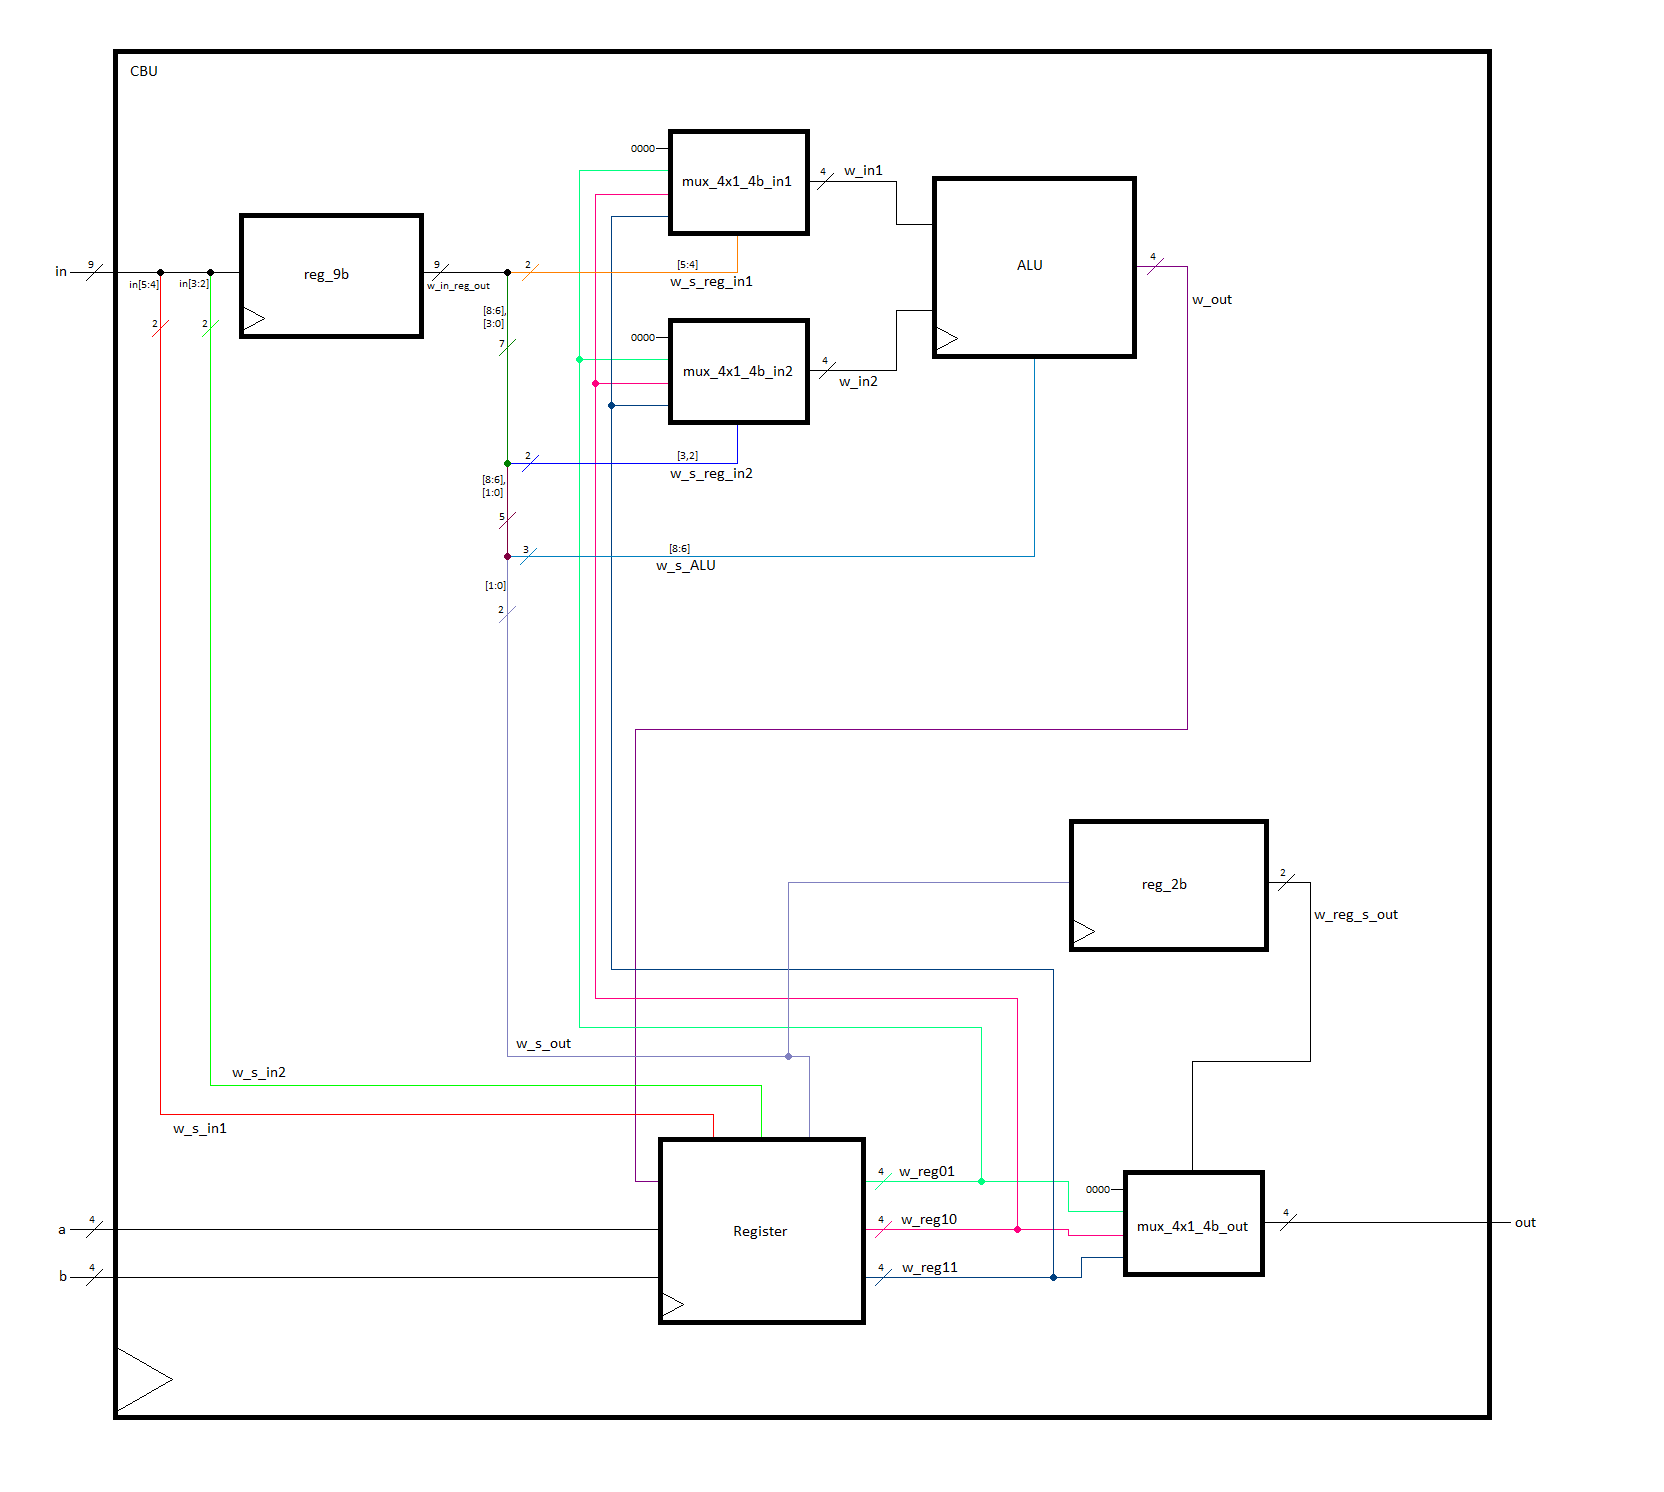 CBU
0000
mux_4x1_4b_in1
4
w_in1
in
9
in[5:4]
in[3:2]
reg_9b
9
w_in_reg_out
2
[5:4]
w_s_reg_in1
ALU
4
w_out
2
2
[8:6],
[3:0]
7
0000
mux_4x1_4b_in2
4
w_in2
2
[3,2]
w_s_reg_in2
[8:6],
[1:0]
5
3
[8:6]
w_s_ALU
[1:0]
2
reg_2b
2
w_reg_s_out
w_s_out
w_s_in2
w_s_in1
a
4
b
4
Register
4
w_reg01
4
w_reg10
4
w_reg11
0000
mux_4x1_4b_out
4
out